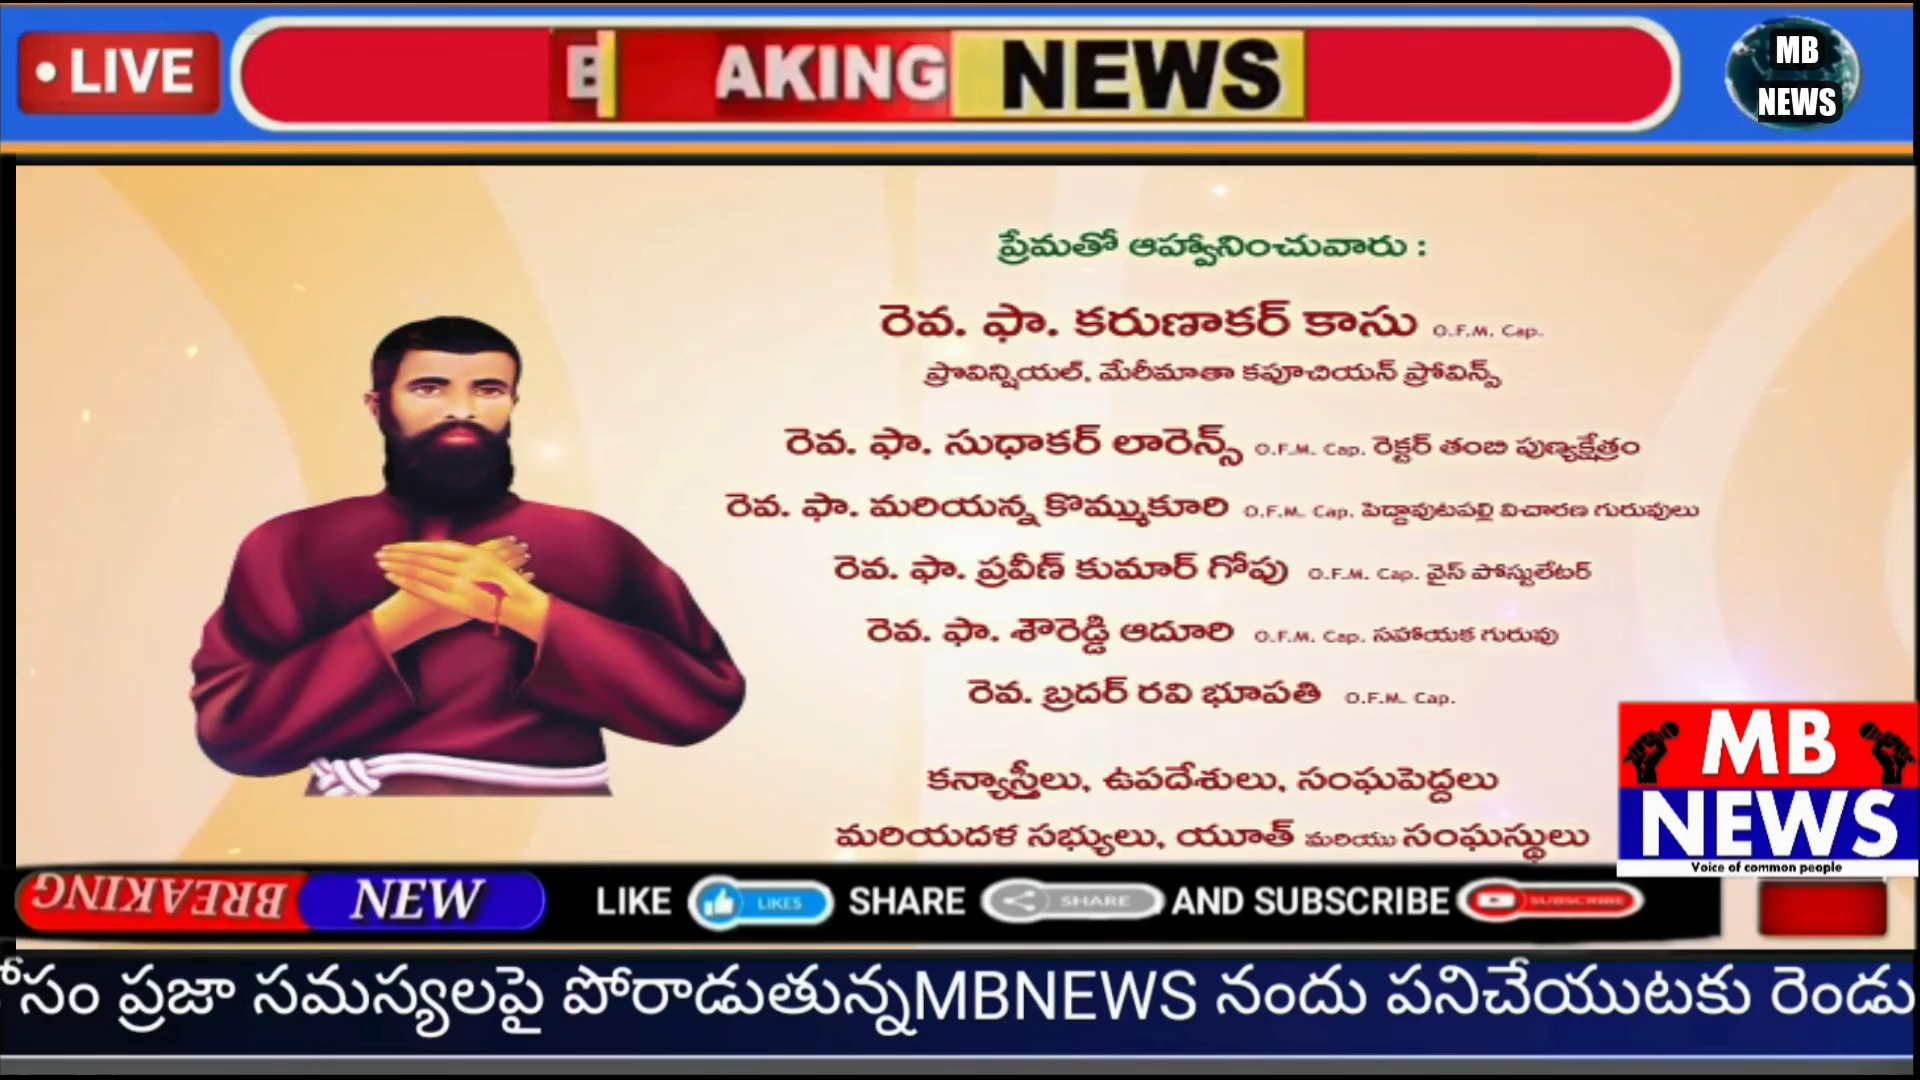 LIVE
B AKING NEWS
MB
NEWS
ప్రేమతో ఆహ్వానించువారు :
రెవ. ఫా. కరుణాకర్ కాసు O.F.M. Cap.
ప్రొవిన్షియల్, మేరీమాతా కపూచియన్ ప్రోవిన్స్
రెవ. ఫా. సుధాకర్ లారెన్స్ O.F.M. Cap. రెక్టర్ తంబి పుణ్యక్షేత్రం
రెవ. ఫా. మరియన్న కొమ్ముకూరి O.F.M. Cap. పెద్దావుటపల్లి విచారణ గురువులు
రెవ. ఫా. ప్రవీణ్ కుమార్ గోపు O.F.M. Cap. వైస్ పోస్టులేటర్
రెవ. ఫా. శౌరెడ్డి ఆదూరి O.F.M. Cap. సహాయక గురువు
రెవ. బ్రదర్ రవి భూపతి O.F.M. Cap.
కన్యాస్త్రీలు, ఉపదేశులు, సంఘపెద్దలు
మరియదళ సభ్యులు, యూత్ మరియు సంఘస్థులు
MB
NEWS
Voice of common people
BREAKING NEW LIKE LIKES SHARE SHARE AND SUBSCRIBE SUBSCRIBE
ప్రజా సమస్యలపై పోరాడుతున్నMBNEWS నందు పనిచేయుటకు రెండు